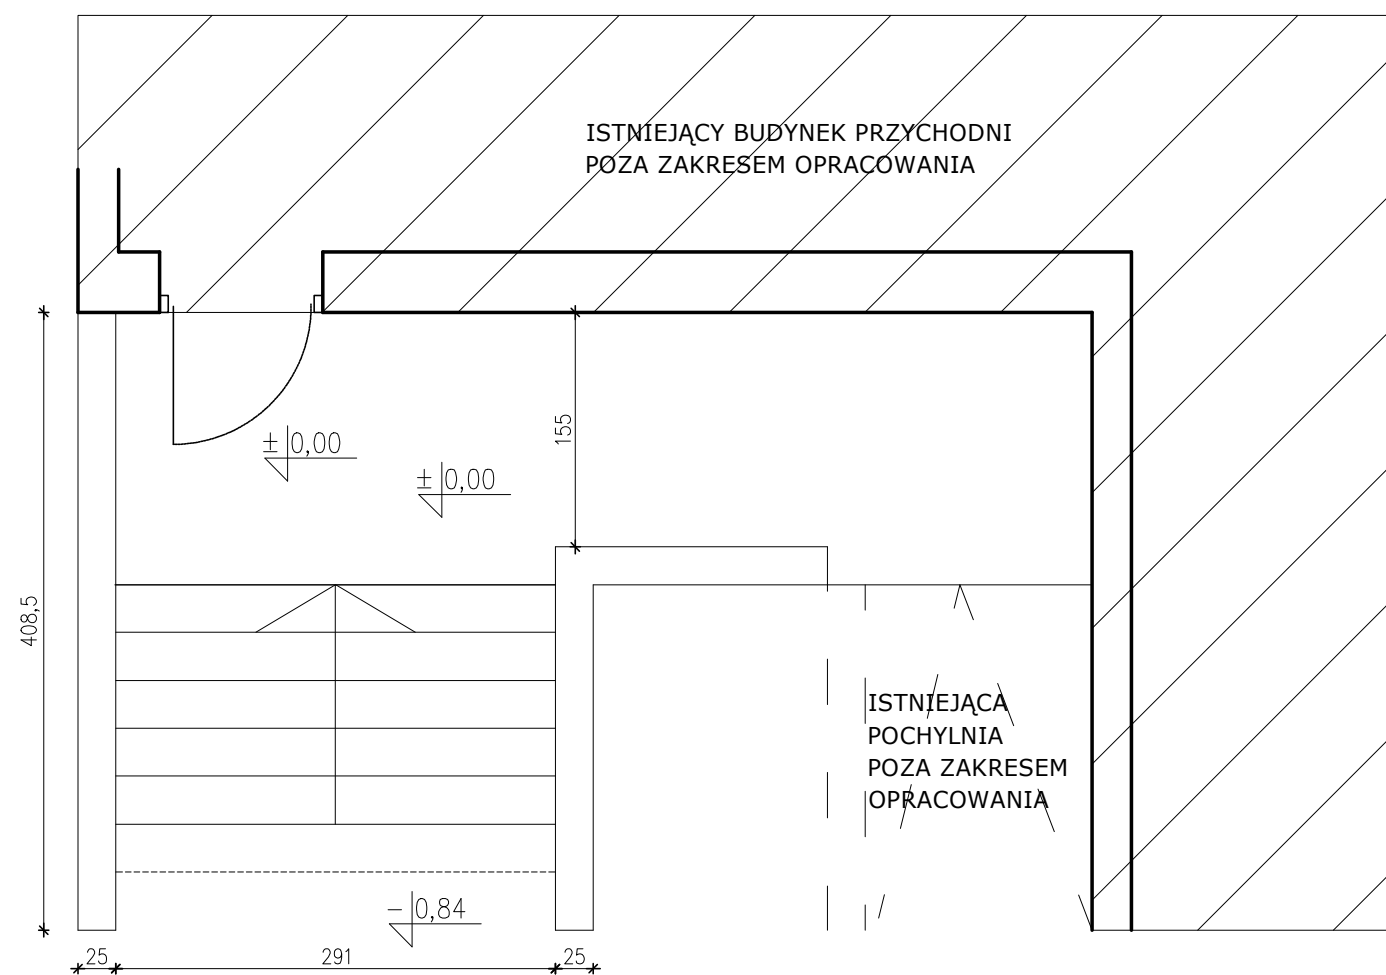 ISTNIEJĄCY BUDYNEK PRZYCHODNI
POZA ZAKRESEM OPRACOWANIA
155
± 0,00
± 0,00
408,5
ISTNIEJĄCA
POCHYLNIA
POZA ZAKRESEM
OPRACOWANIA
- 0,84
25
291
25